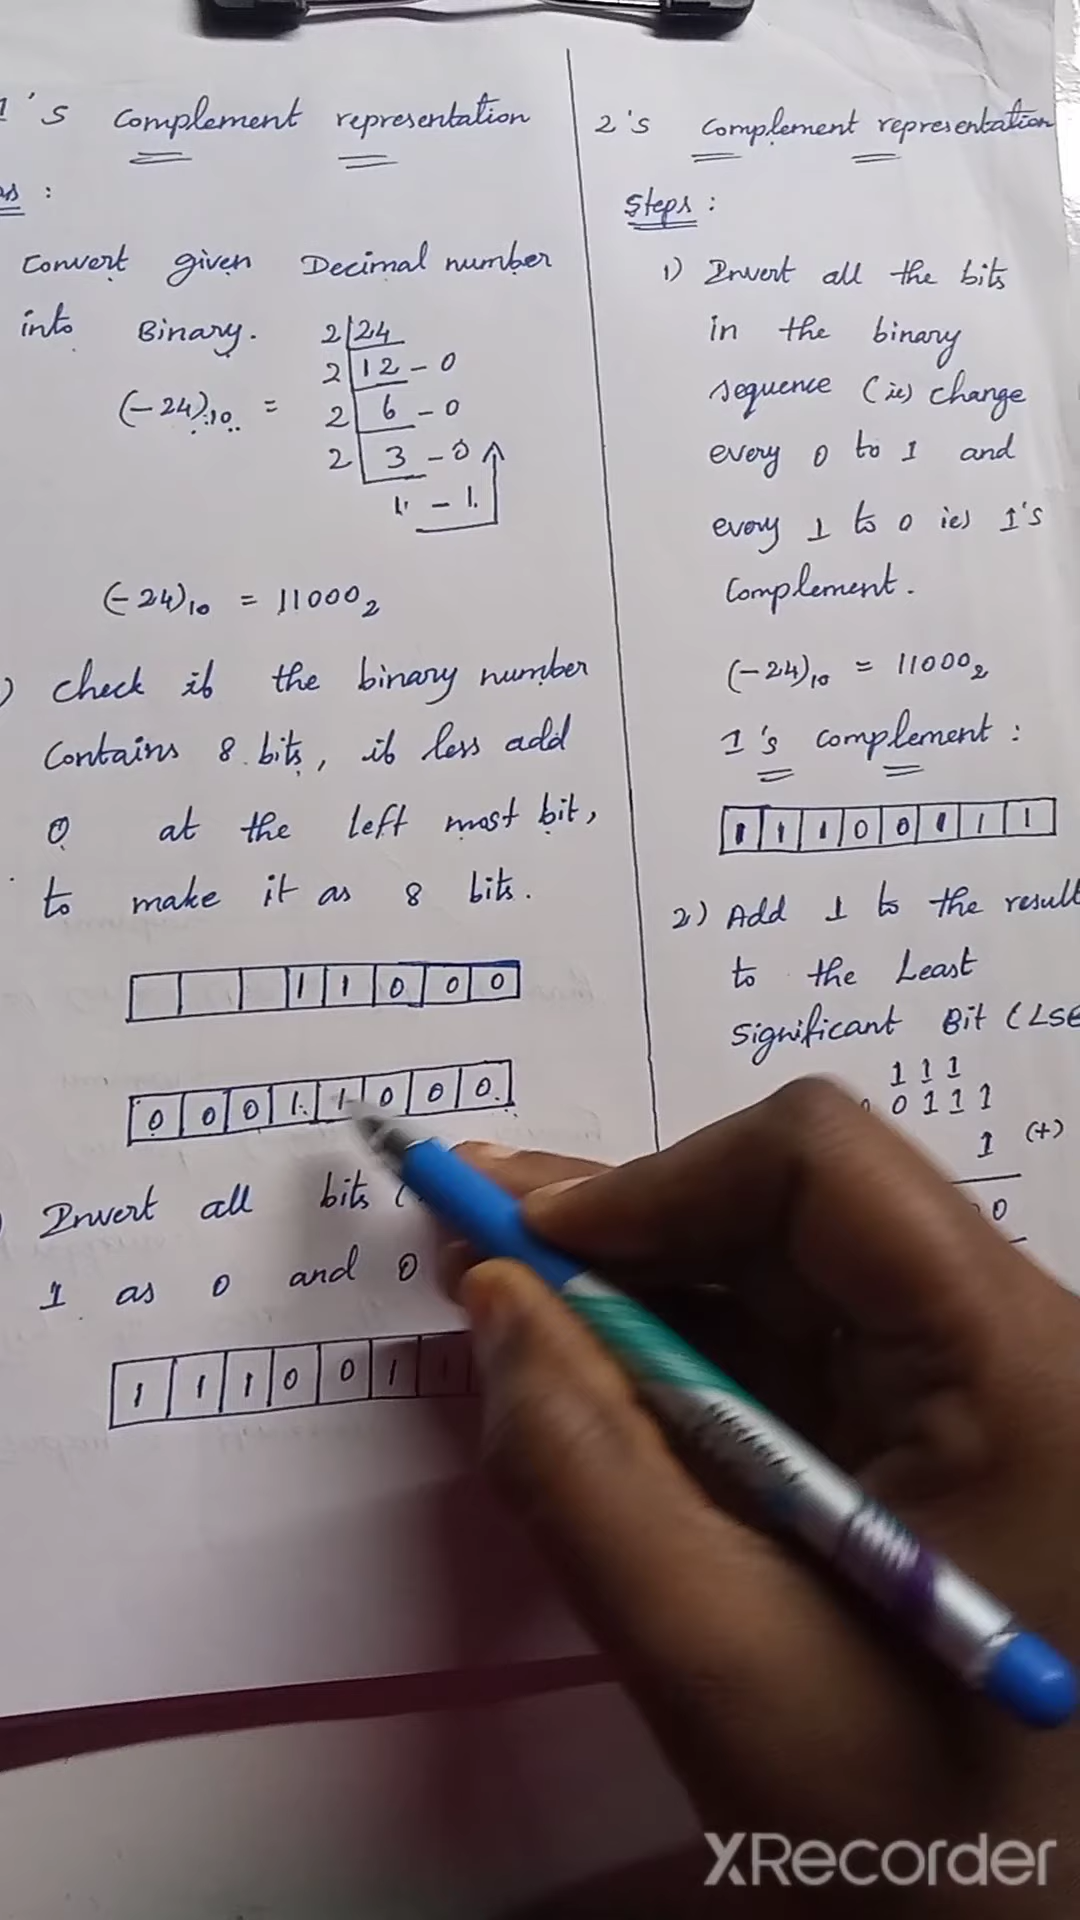 1's complement representation
:
convert given Decimal number
into Binary.
2 24
2 12 - 0
(-24)₁₀ = 2 6 - 0
2 3 - 0
1 - 1
(-24)₁₀ = 11000₂
) check if the binary number
contains 8 bits, if less add
0 at the left most bit,
to make it as 8 bits.
1 1 0 0 0
0 0 0 1 1 0 0 0
) Invert all bits (
1 as 0 and 0
1 1 1 0 0 1
2's complement representation
Steps :
1) Invert all the bits
in the binary
sequence (ie) change
every 0 to 1 and
every 1 to 0 ie) 1's
complement.
(-24)₁₀ = 11000₂
1's complement :
1 1 1 0 0 1 1 1
2) Add 1 to the result
to the Least
significant Bit (LSB
1 1 1
0 0 1 1 1
1 (+)
0
XRecorder